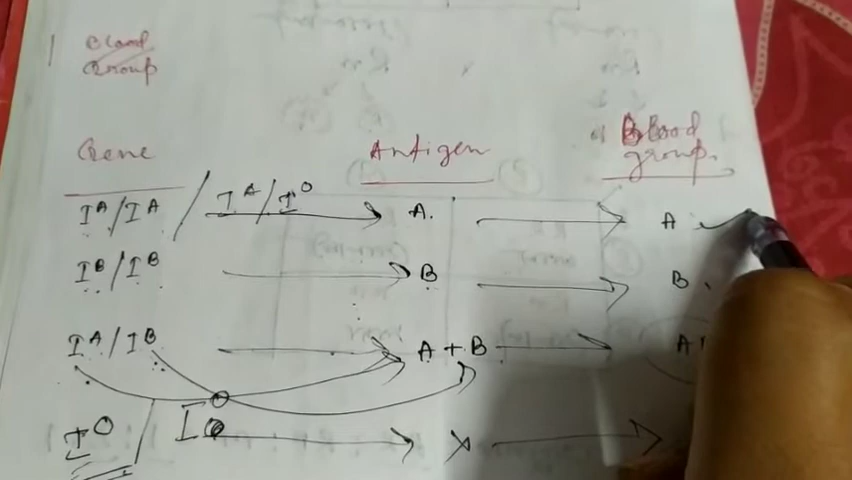 Blood
Group
Gene Antigen Blood group
I^A/I^A / I^A/I^O → A. → A
I^B/I^B → B → B.
I^A/I^B → A + B → A
I^O I → X →